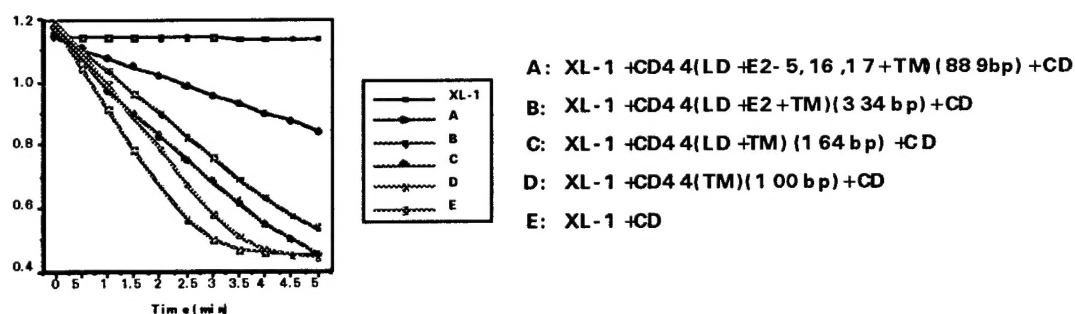 1.2
1.0
0.8
0.6
0.4
0 5 1 1.5 2 2.5 3 3.5 4 4.5 5
Time(min)
XL-1
A
B
C
D
E
A: XL-1 +CD44(LD +E2-5,16,17+TM)(889bp) +CD
B: XL-1 +CD44(LD +E2+TM)(334bp) +CD
C: XL-1 +CD44(LD +TM) (164bp) +CD
D: XL-1 +CD44(TM)(100bp)+CD
E: XL-1 +CD